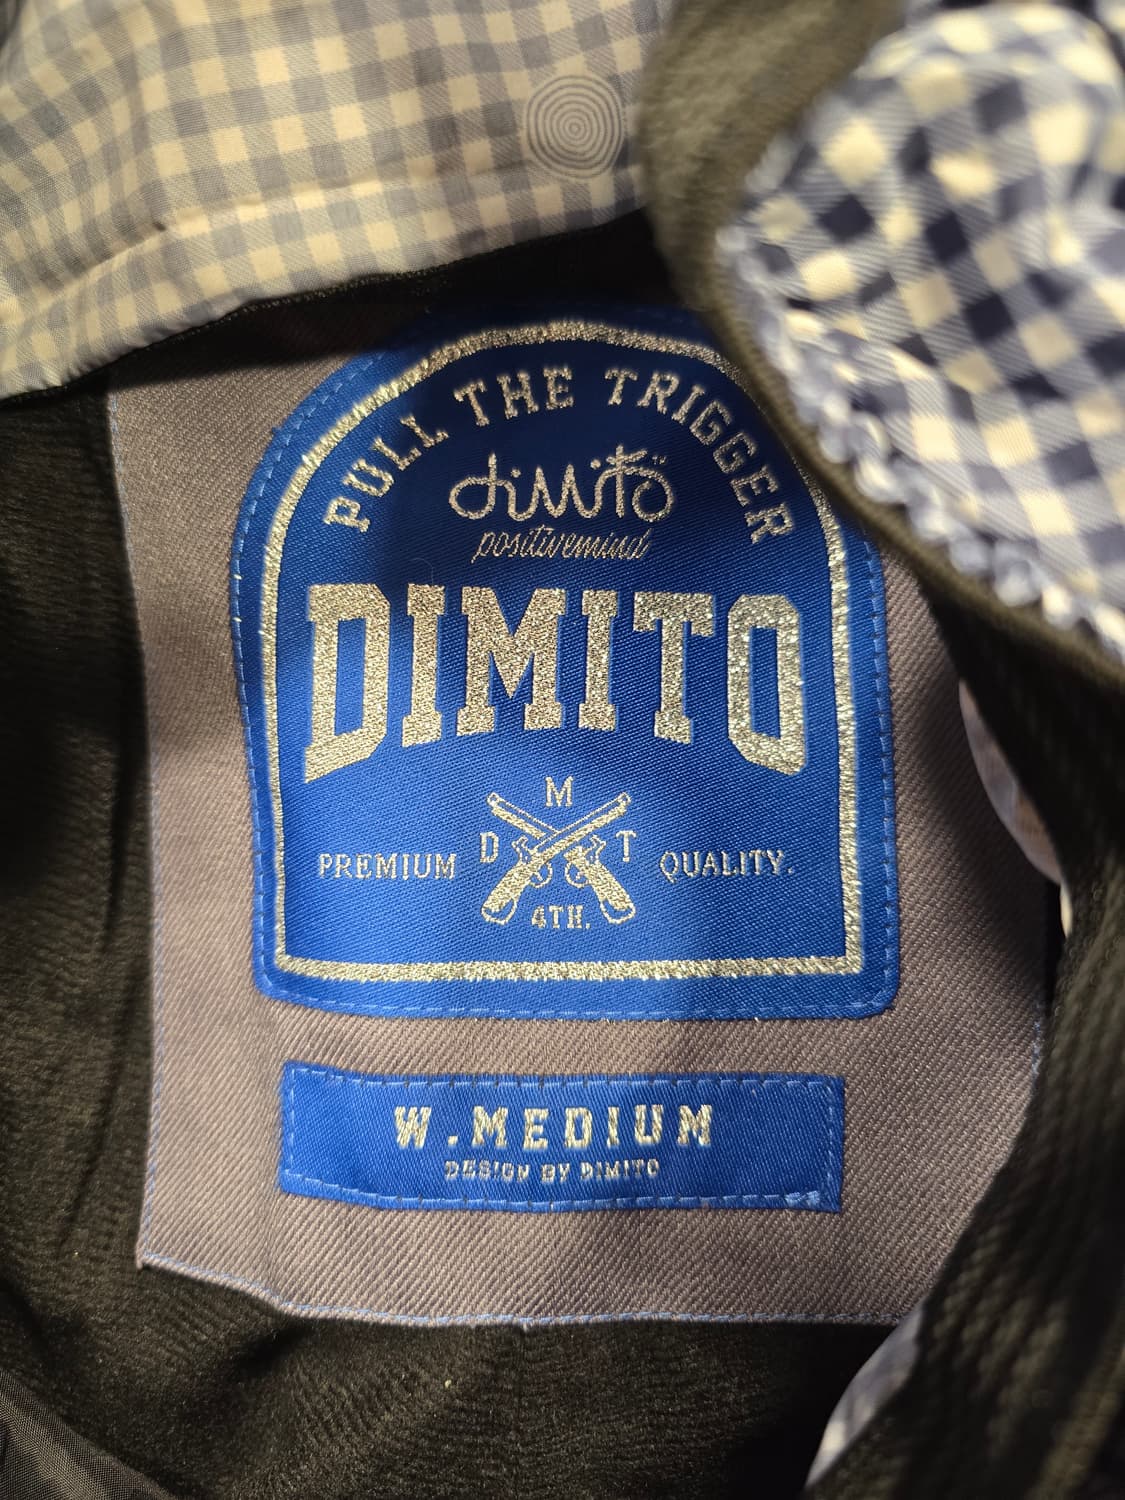 PULL THE TRIGGER
dimito
positivemind
DIMITO
M
D T
PREMIUM QUALITY.
4TH.
W.MEDIUM
DESIGN BY DIMITO